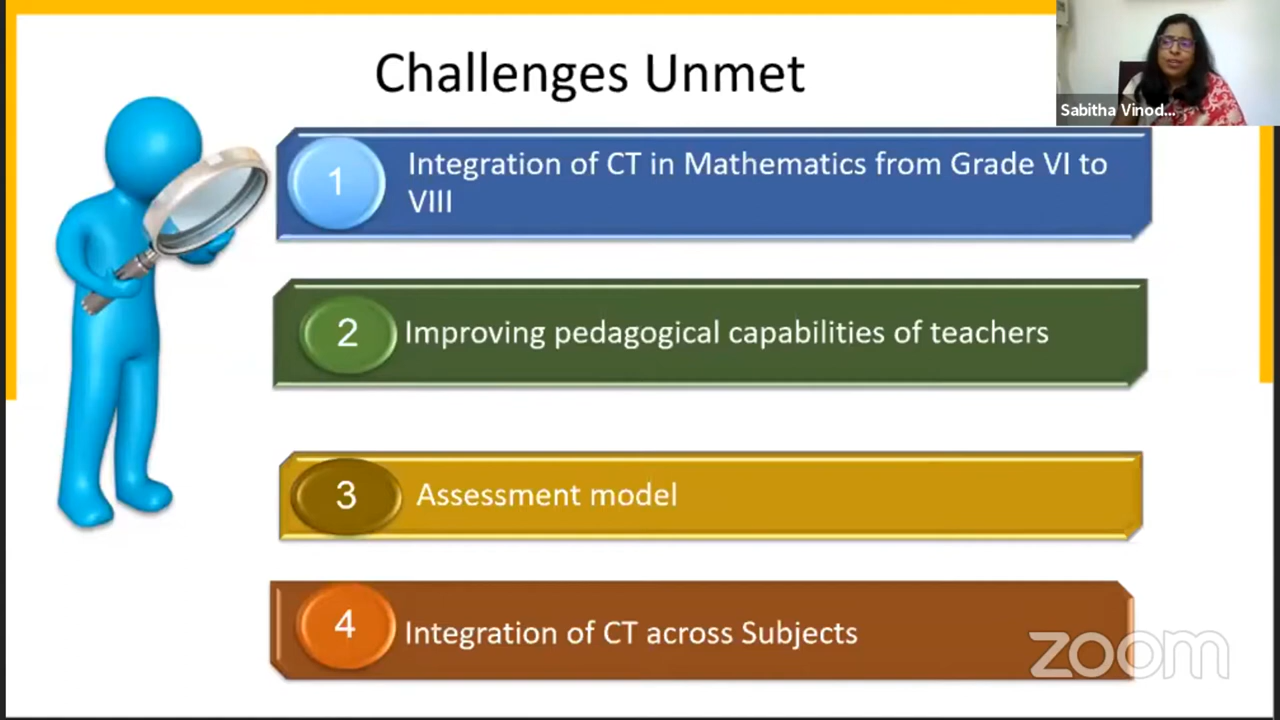 Challenges Unmet
Sabitha Vinod...
1
Integration of CT in Mathematics from Grade VI to
VIII
2
Improving pedagogical capabilities of teachers
3
Assessment model
4
Integration of CT across Subjects
zoom